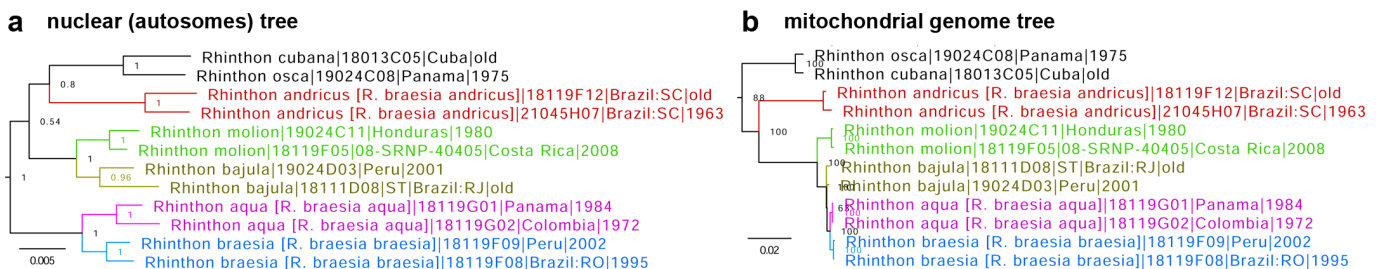 a nuclear (autosomes) tree
Rhinthon cubana|18013C05|Cuba|old
1
Rhinthon osca|19024C08|Panama|1975
0.8
Rhinthon andricus [R. braesia andricus]|18119F12|Brazil:SC|old
1
Rhinthon andricus [R. braesia andricus]|21045H07|Brazil:SC|1963
0.54
Rhinthon molion|19024C11|Honduras|1980
1
Rhinthon molion|18119F05|08-SRNP-40405|Costa Rica|2008
1
Rhinthon bajula|19024D03|Peru|2001
0.96
1
Rhinthon bajula|18111D08|ST|Brazil:RJ|old
Rhinthon aqua [R. braesia aqua]|18119G01|Panama|1984
1
Rhinthon aqua [R. braesia aqua]|18119G02|Colombia|1972
1
Rhinthon braesia [R. braesia braesia]|18119F09|Peru|2002
1
Rhinthon braesia [R. braesia braesia]|18119F08|Brazil:RO|1995
0.005
b mitochondrial genome tree
Rhinthon osca|19024C08|Panama|1975
100
Rhinthon cubana|18013C05|Cuba|old
88
Rhinthon andricus [R. braesia andricus]|18119F12|Brazil:SC|old
Rhinthon andricus [R. braesia andricus]|21045H07|Brazil:SC|1963
100
Rhinthon molion|19024C11|Honduras|1980
100
Rhinthon molion|18119F05|08-SRNP-40405|Costa Rica|2008
100
Rhinthon bajula|18111D08|ST|Brazil:RJ|old
100
Rhinthon bajula|19024D03|Peru|2001
Rhinthon aqua [R. braesia aqua]|18119G01|Panama|1984
63
100
Rhinthon aqua [R. braesia aqua]|18119G02|Colombia|1972
100
Rhinthon braesia [R. braesia braesia]|18119F09|Peru|2002
100
Rhinthon braesia [R. braesia braesia]|18119F08|Brazil:RO|1995
0.02